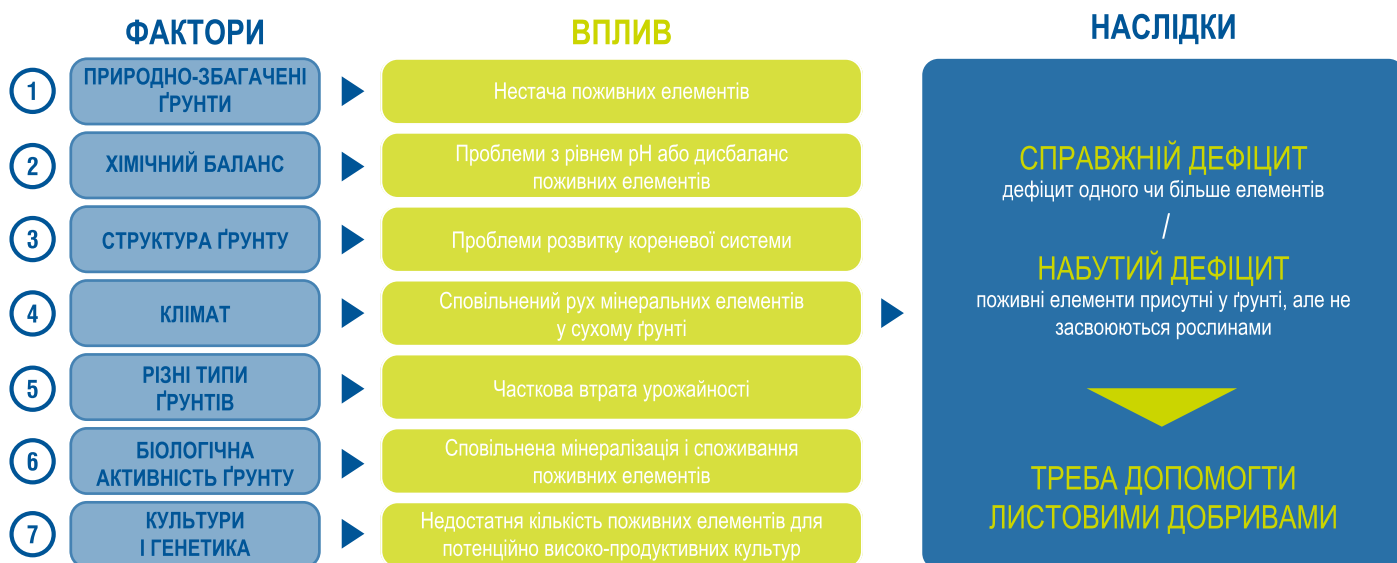 ФАКТОРИ
ВПЛИВ
НАСЛІДКИ
1
ПРИРОДНО-ЗБАГАЧЕНІ
ҐРУНТИ
Нестача поживних елементів
2
ХІМІЧНИЙ БАЛАНС
Проблеми з рівнем pH або дисбаланс
поживних елементів
3
СТРУКТУРА ҐРУНТУ
Проблеми розвитку кореневої системи
4
КЛІМАТ
Сповільнений рух мінеральних елементів
у сухому ґрунті
5
РІЗНІ ТИПИ
ҐРУНТІВ
Часткова втрата урожайності
6
БІОЛОГІЧНА
АКТИВНІСТЬ ҐРУНТУ
Сповільнена мінералізація і споживання
поживних елементів
7
КУЛЬТУРИ
І ГЕНЕТИКА
Недостатня кількість поживних елементів для
потенційно високо-продуктивних культур
СПРАВЖНІЙ ДЕФІЦИТ
дефіцит одного чи більше елементів
/
НАБУТИЙ ДЕФІЦИТ
поживні елементи присутні у ґрунті, але не
засвоюються рослинами
ТРЕБА ДОПОМОГТИ
ЛИСТОВИМИ ДОБРИВАМИ